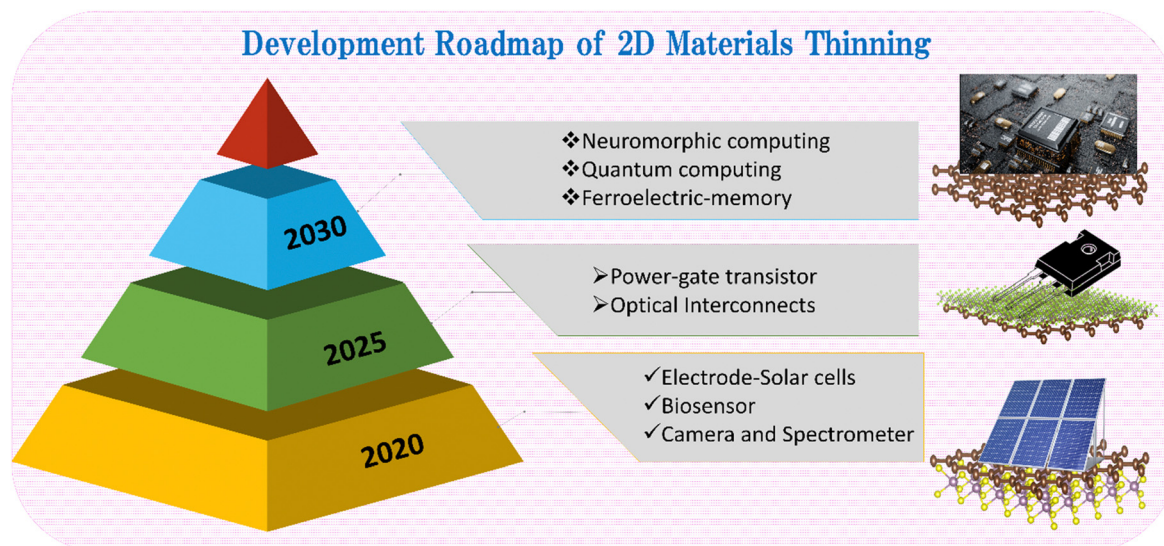 Development Roadmap of 2D Materials Thinning
2030
❖Neuromorphic computing
❖Quantum computing
❖Ferroelectric-memory
2025
➢Power-gate transistor
➢Optical Interconnects
2020
✓Electrode-Solar cells
✓Biosensor
✓Camera and Spectrometer